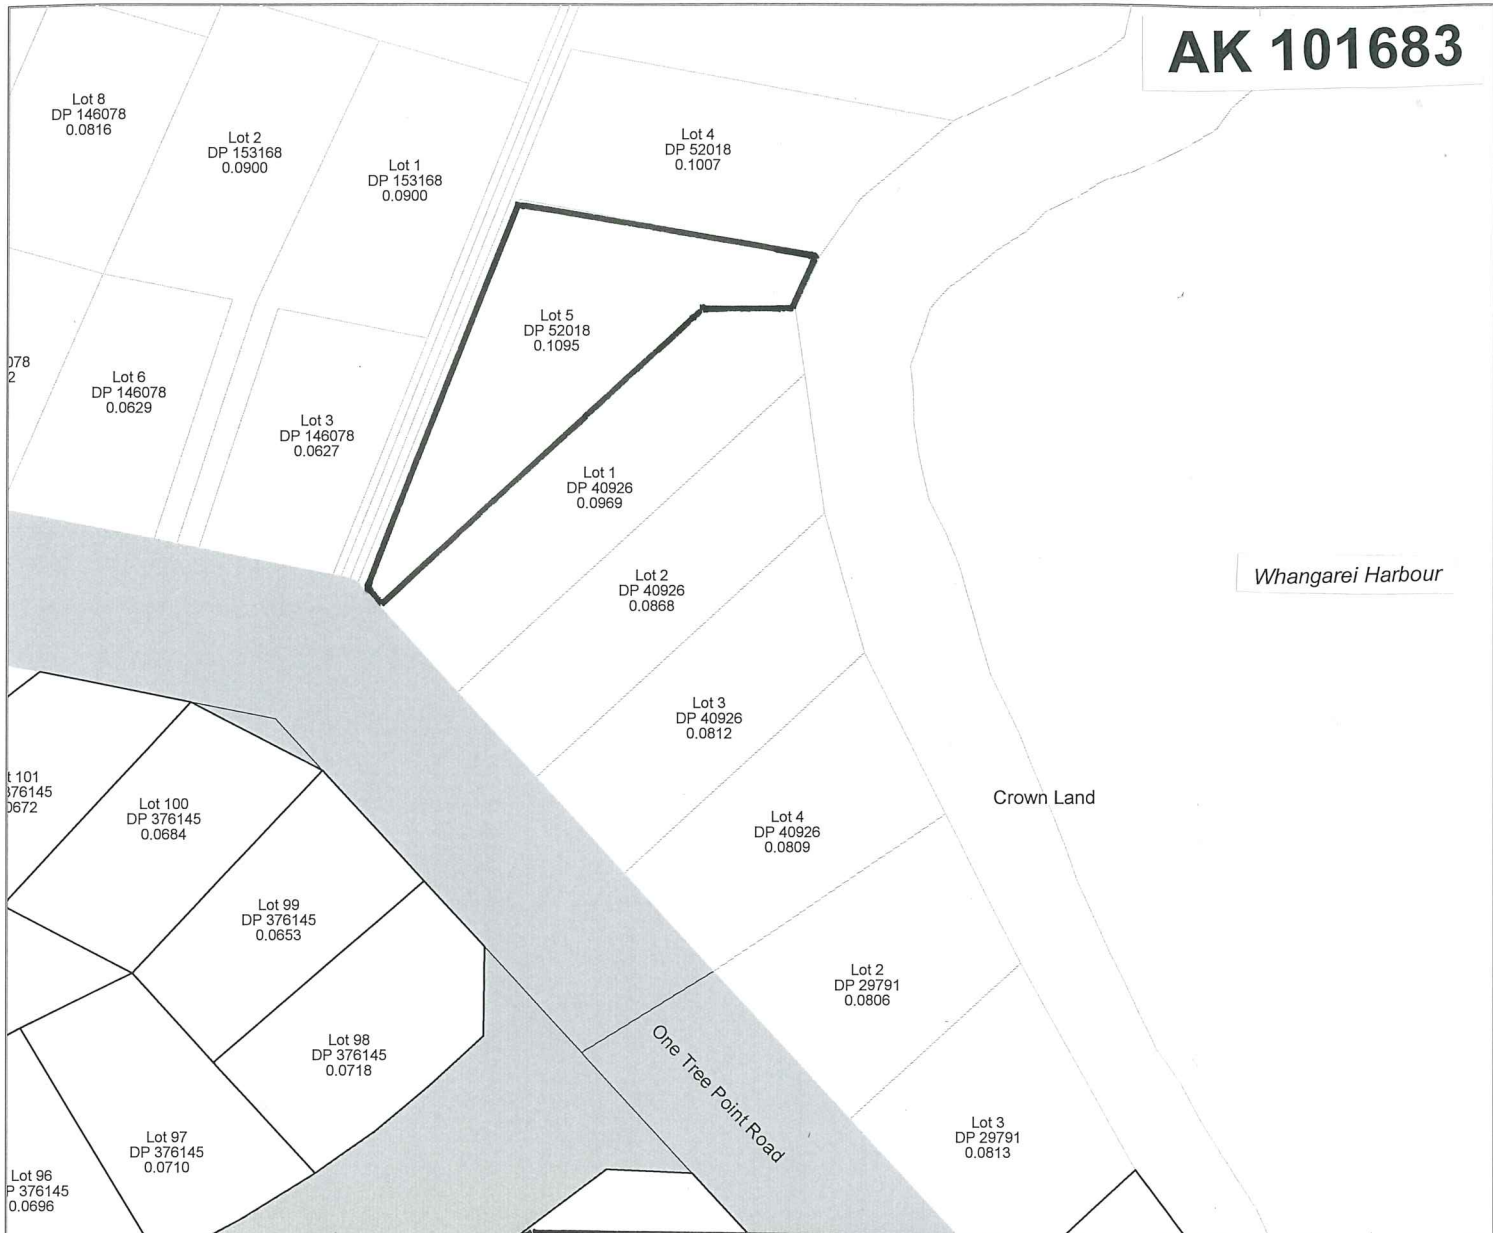 AK 101683
Lot 8
DP 146078
0.0816
Lot 2
DP 153168
0.0900
Lot 1
DP 153168
0.0900
Lot 4
DP 52018
0.1007
Lot 5
DP 52018
0.1095
078
2
Lot 6
DP 146078
0.0629
Lot 3
DP 146078
0.0627
Lot 1
DP 40926
0.0969
Lot 2
DP 40926
0.0868
Whangarei Harbour
Lot 3
DP 40926
0.0812
t 101
376145
0672
Lot 100
DP 376145
0.0684
Crown Land
Lot 4
DP 40926
0.0809
Lot 99
DP 376145
0.0653
Lot 2
DP 29791
0.0806
Lot 98
DP 376145
0.0718
One Tree Point Road
Lot 97
DP 376145
0.0710
Lot 3
DP 29791
0.0813
Lot 96
P 376145
0.0696